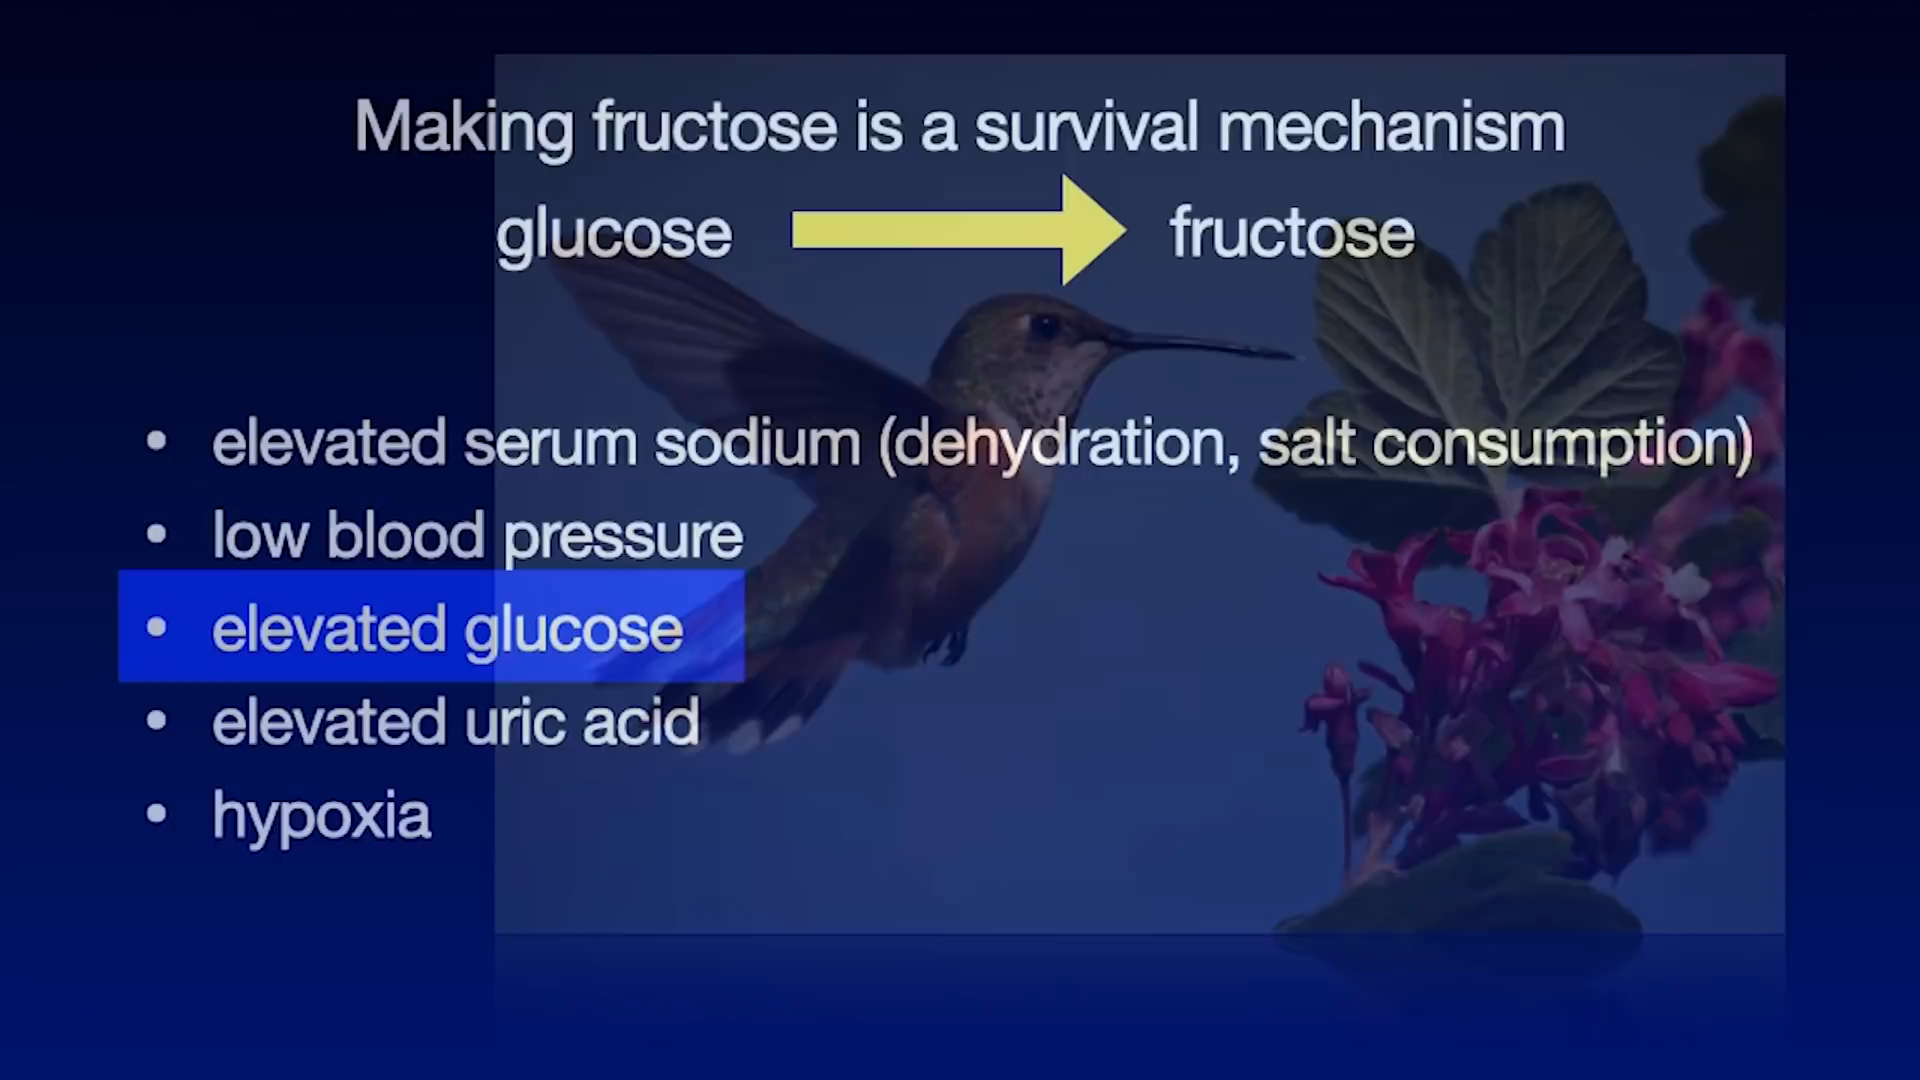 Making fructose is a survival mechanism
glucose fructose
• elevated serum sodium (dehydration, salt consumption)
• low blood pressure
• elevated glucose
• elevated uric acid
• hypoxia